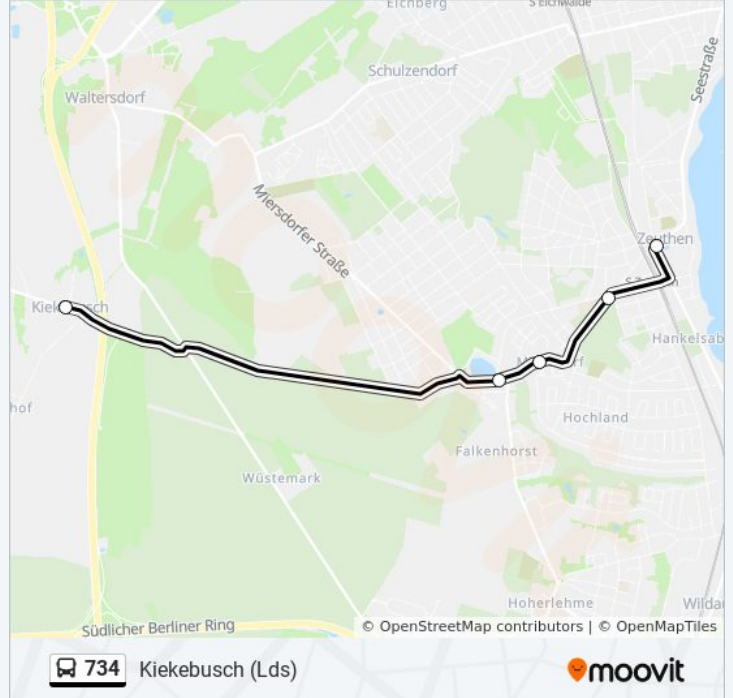 Eichberg
S Eichwalde
Schulzendorf
Seestraße
Waltersdorf
Miersdorfer Straße
Zeuthen
Kiekebusch
Hankelsab
hof
Hochland
Falkenhorst
Wüstemark
Hoherlehme
Wildau
Südlicher Berliner Ring
© OpenStreetMap contributors | © OpenMapTiles
734 Kiekebusch (Lds)
moovit